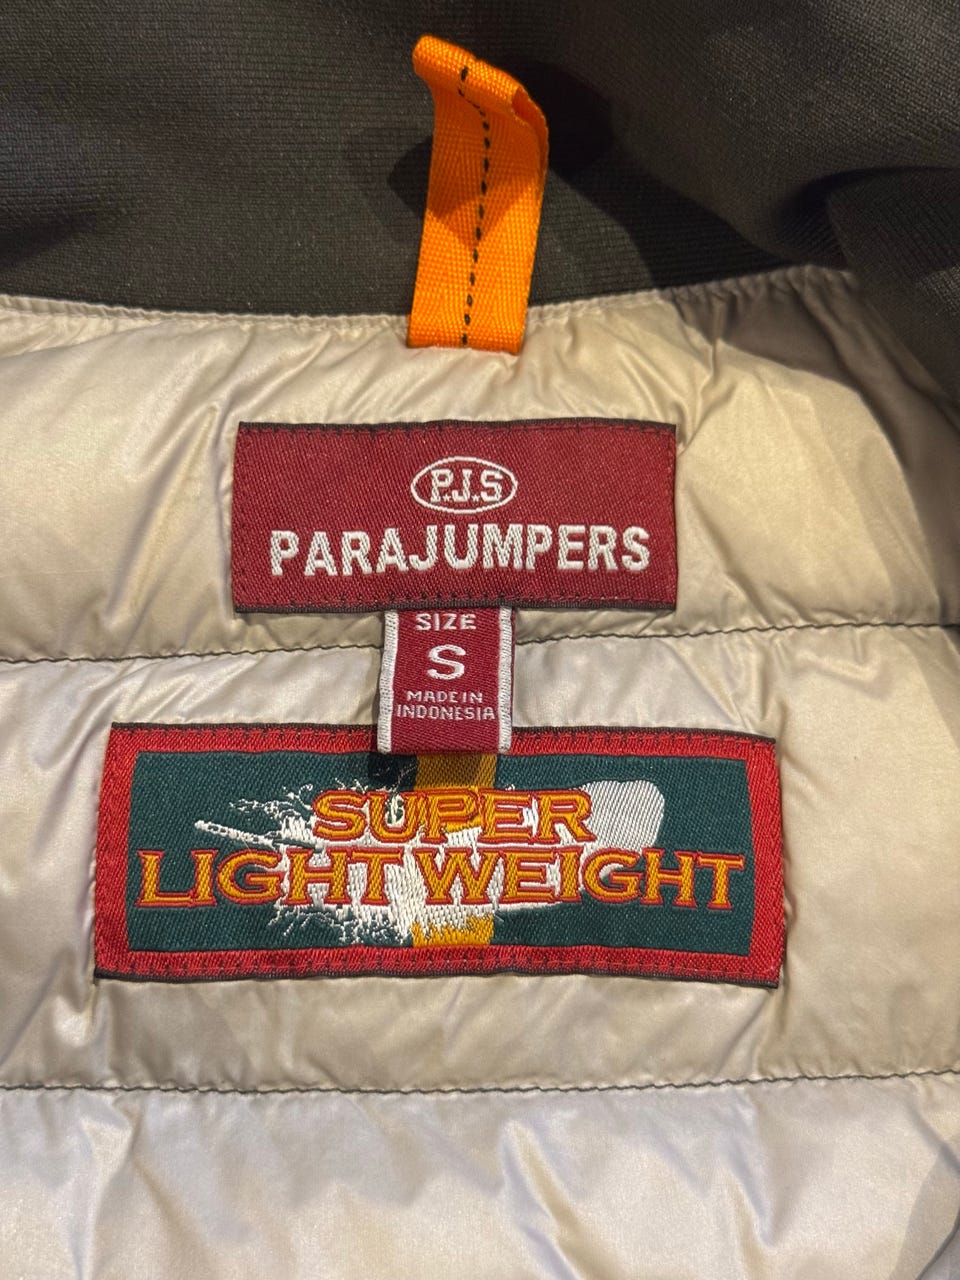 P.J.S
PARAJUMPERS
SIZE
S
MADE IN
INDONESIA
SUPER
LIGHT WEIGHT